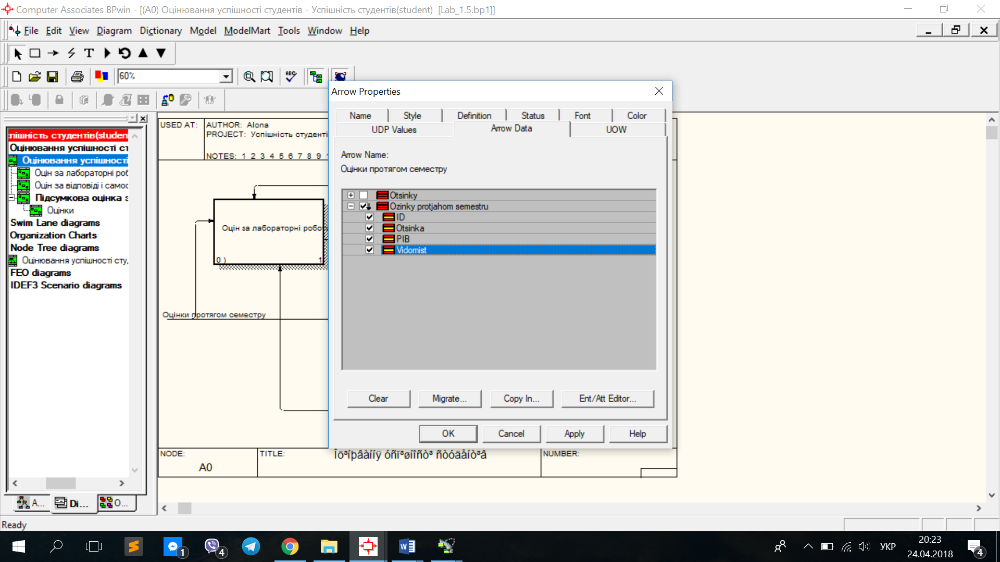 Computer Associates BPwin - [(A0) Оцінювання успішності студентів - Успішність студентів(student) [Lab_1.5.bp1]]
File Edit View Diagram Dictionary Model ModelMart Tools Window Help
T
60%
ABC
пішність студентів(studen
Оцінювання успішності ст
Оцінювання успішності
Оцін за лабораторні роб
Оцін за відповіді і самос
Підсумкова оцінка з
Оцінки
Swim Lane diagrams
Organization Charts
Node Tree diagrams
Оцінювання успішності сту,
FEO diagrams
IDEF3 Scenario diagrams
A... Di... O...
USED AT:
AUTHOR: Alona
PROJECT: Успішність студенті
NOTES: 1 2 3 4 5 6 7 8 9 1
Оцін за лабораторні робо
0 ) 1
Оцінки протягом семестру
NODE:
A0
TITLE:
Îö³íþâàííÿ óñï³øíîñò³ ñòóäåíò³â
NUMBER:
Arrow Properties
Name Style Definition Status Font Color
UDP Values Arrow Data UOW
Arrow Name:
Оцінки протягом семестру
Otsinky
Ozinky protjahom semestru
ID
Otsinka
PIB
Vidomist
Clear Migrate... Copy In... Ent/Att Editor...
OK Cancel Apply Help
Ready
1
4
УКР
20:23
24.04.2018
4